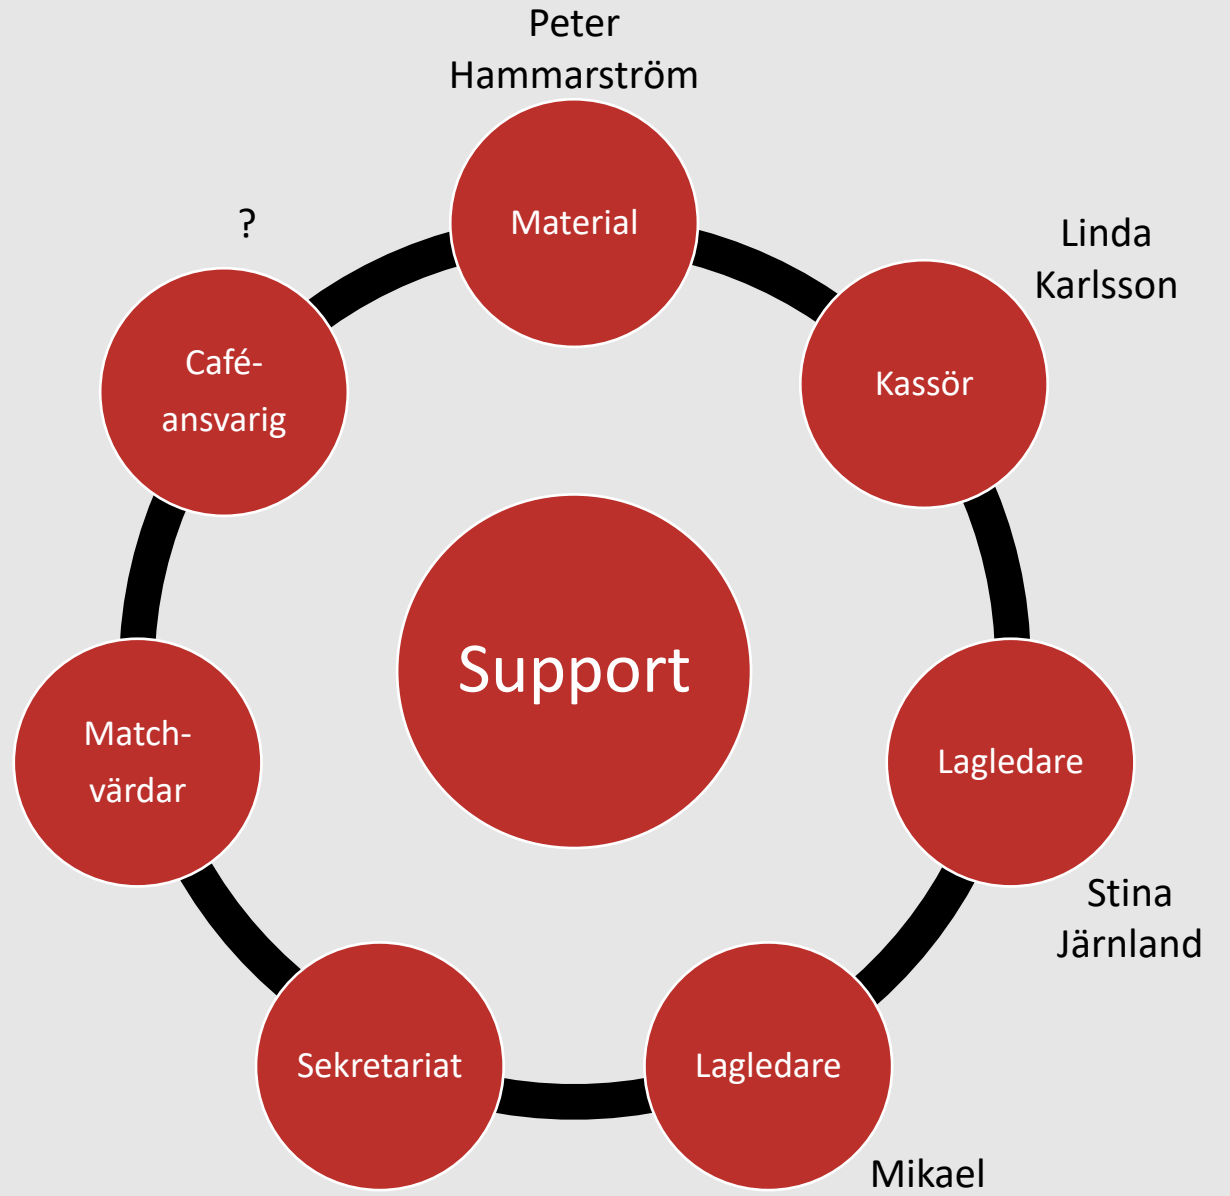 Peter
Hammarström
Material
?
Café-
ansvarig
Linda
Karlsson
Kassör
Support
Match-
värdar
Lagledare
Stina
Järnland
Sekretariat
Lagledare
Mikael